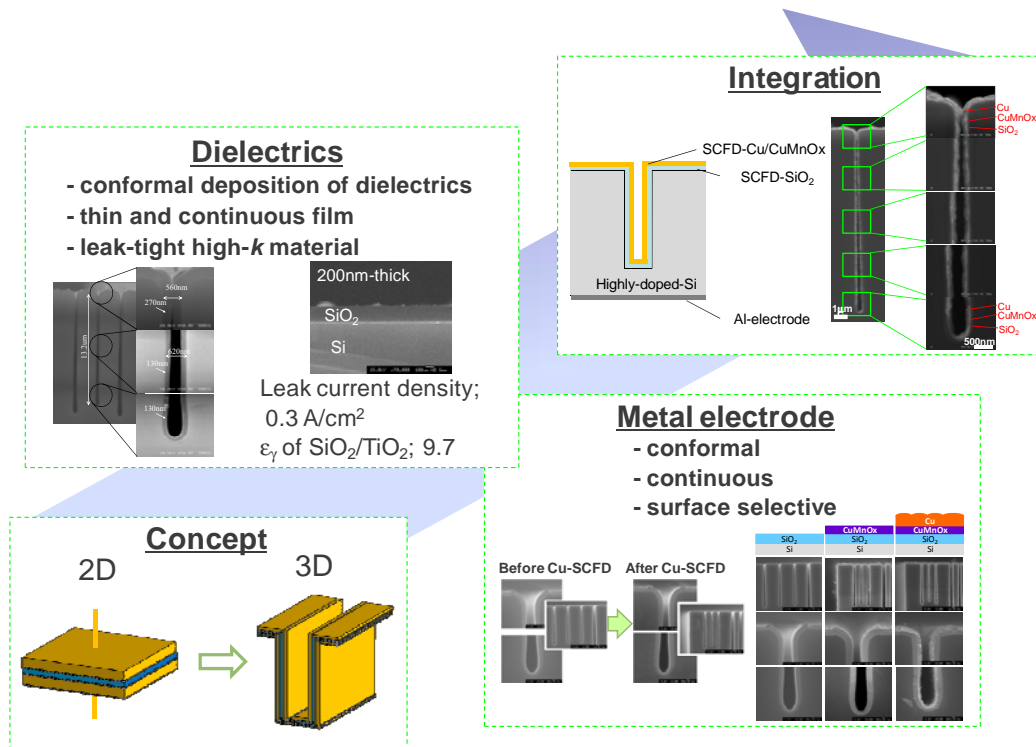 Integration
Cu
CuMnOx
SiO₂
SCFD-Cu/CuMnOx
SCFD-SiO₂
Highly-doped-Si
Al-electrode
1μm
Cu
CuMnOx
SiO₂
500nm
Dielectrics
- conformal deposition of dielectrics
- thin and continuous film
- leak-tight high-k material
560nm
270nm
13.2um
620nm
130nm
130nm
200nm-thick
SiO₂
Si
Leak current density;
0.3 A/cm²
εγ of SiO₂/TiO₂; 9.7
Metal electrode
- conformal
- continuous
- surface selective
Before Cu-SCFD
After Cu-SCFD
SiO₂
Si
CuMnOx
SiO₂
Si
Cu
CuMnOx
SiO₂
Si
Concept
2D
3D